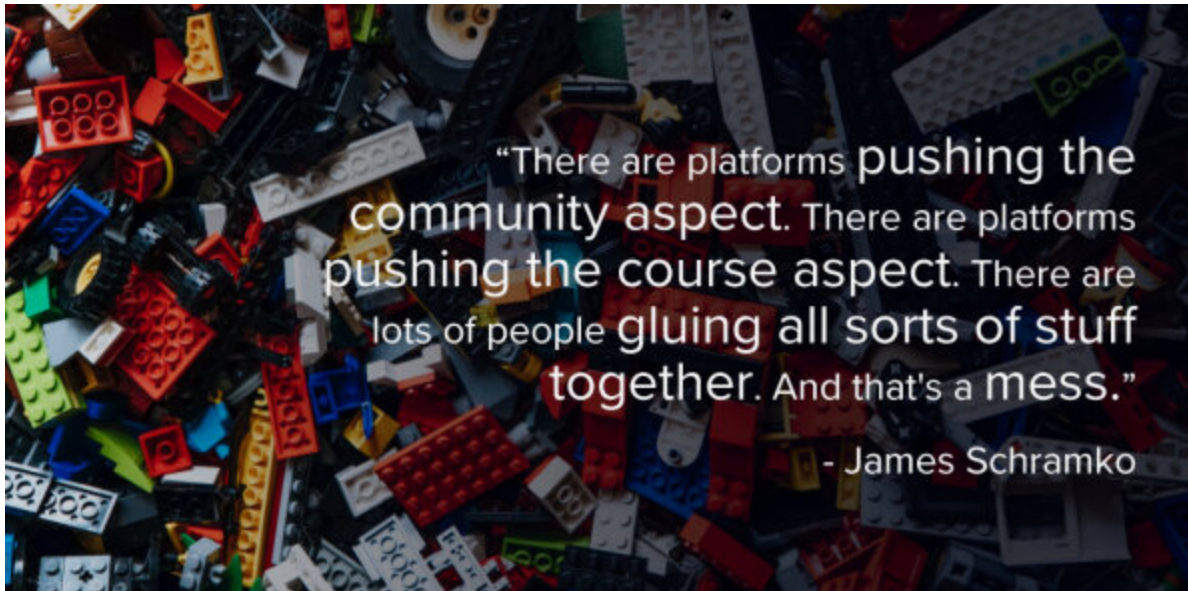 “There are platforms pushing the
community aspect. There are platforms
pushing the course aspect. There are
lots of people gluing all sorts of stuff
together. And that's a mess.”
- James Schramko